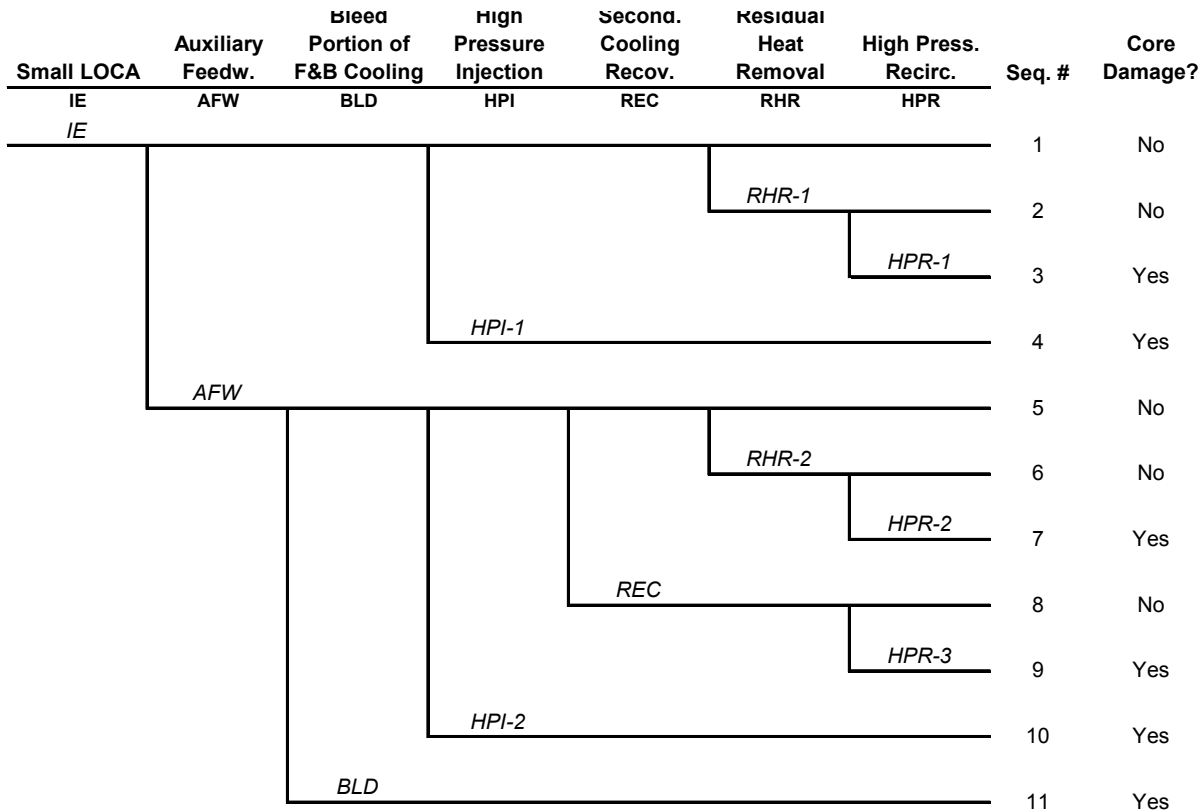 Bleed High Second. Residual
Auxiliary Portion of Pressure Cooling Heat High Press. Core
Small LOCA Feedw. F&B Cooling Injection Recov. Removal Recirc. Seq. # Damage?
IE AFW BLD HPI REC RHR HPR
IE
1 No
RHR-1
2 No
HPR-1
3 Yes
HPI-1
4 Yes
AFW
5 No
RHR-2
6 No
HPR-2
7 Yes
REC
8 No
HPR-3
9 Yes
HPI-2
10 Yes
BLD
11 Yes